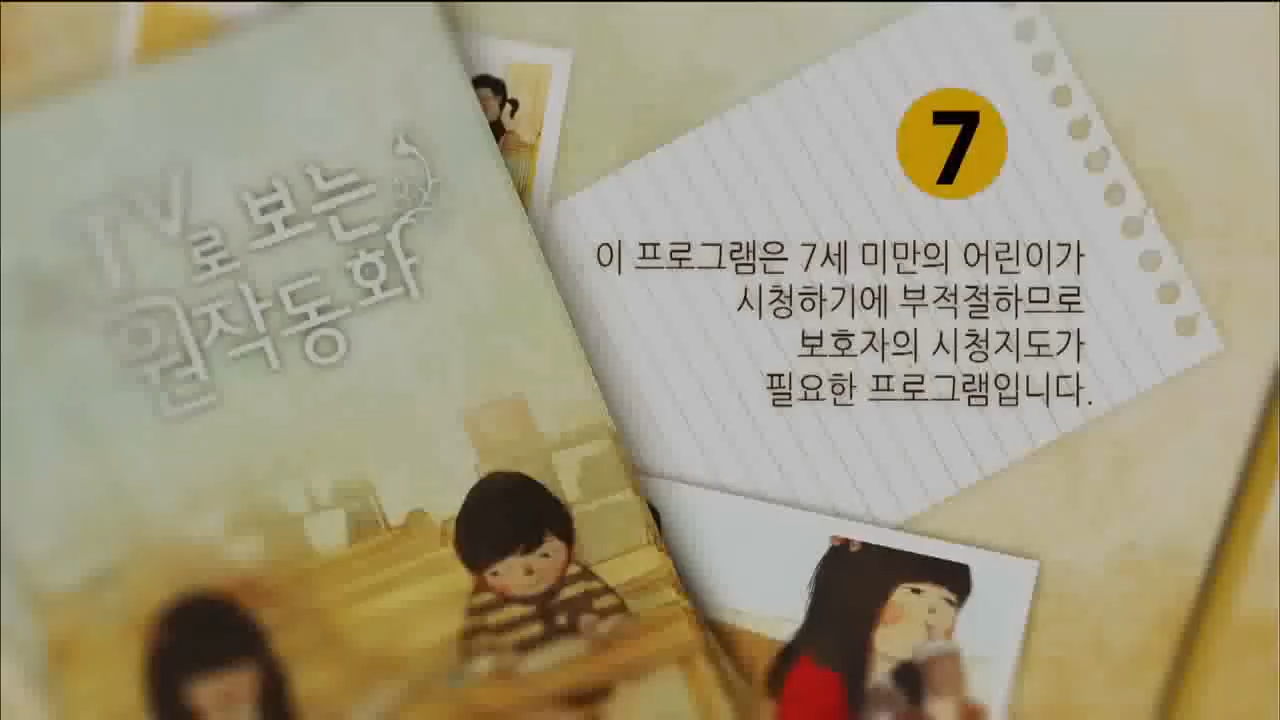 TV로 보는
원작동화
7
이 프로그램은 7세 미만의 어린이가
시청하기에 부적절하므로
보호자의 시청지도가
필요한 프로그램입니다.